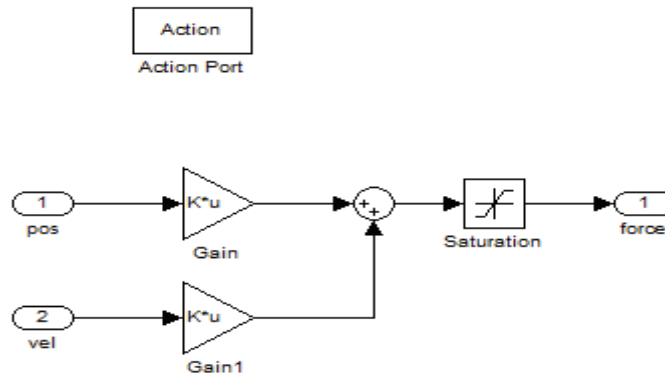 Action
Action Port
1
pos
K*u
Gain
+
+
Saturation
1
force
2
vel
K*u
Gain1